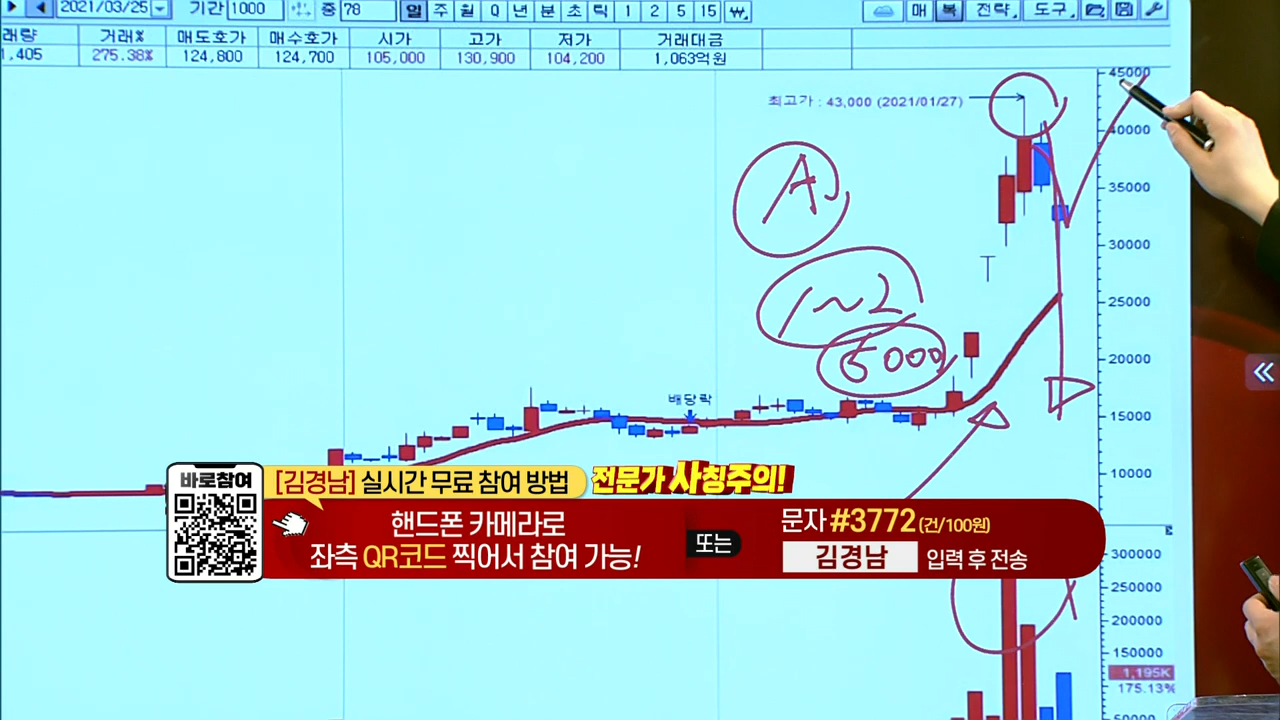 2021/03/25 기간 1000 종 78 일 주 월 Q 년 분 초 틱 1 2 5 15 ₩ 매 복 전략 도구
래량 거래% 매도호가 매수호가 시가 고가 저가 거래대금
1,405 275.38% 124,800 124,700 105,000 130,900 104,200 1,063억원
45000
최고가 : 43,000 (2021/01/27)
40000
A
35000
30000
1~2
25000
5000
20000
배당락
15000
10000
바로참여
[김경남] 실시간 무료 참여 방법
전문가 사칭주의!
핸드폰 카메라로
좌측 QR코드 찍어서 참여 가능!
또는
문자 #3772 (건/100원)
김경남 입력 후 전송
300000
250000
200000
150000
1,195K
175.13%
50000